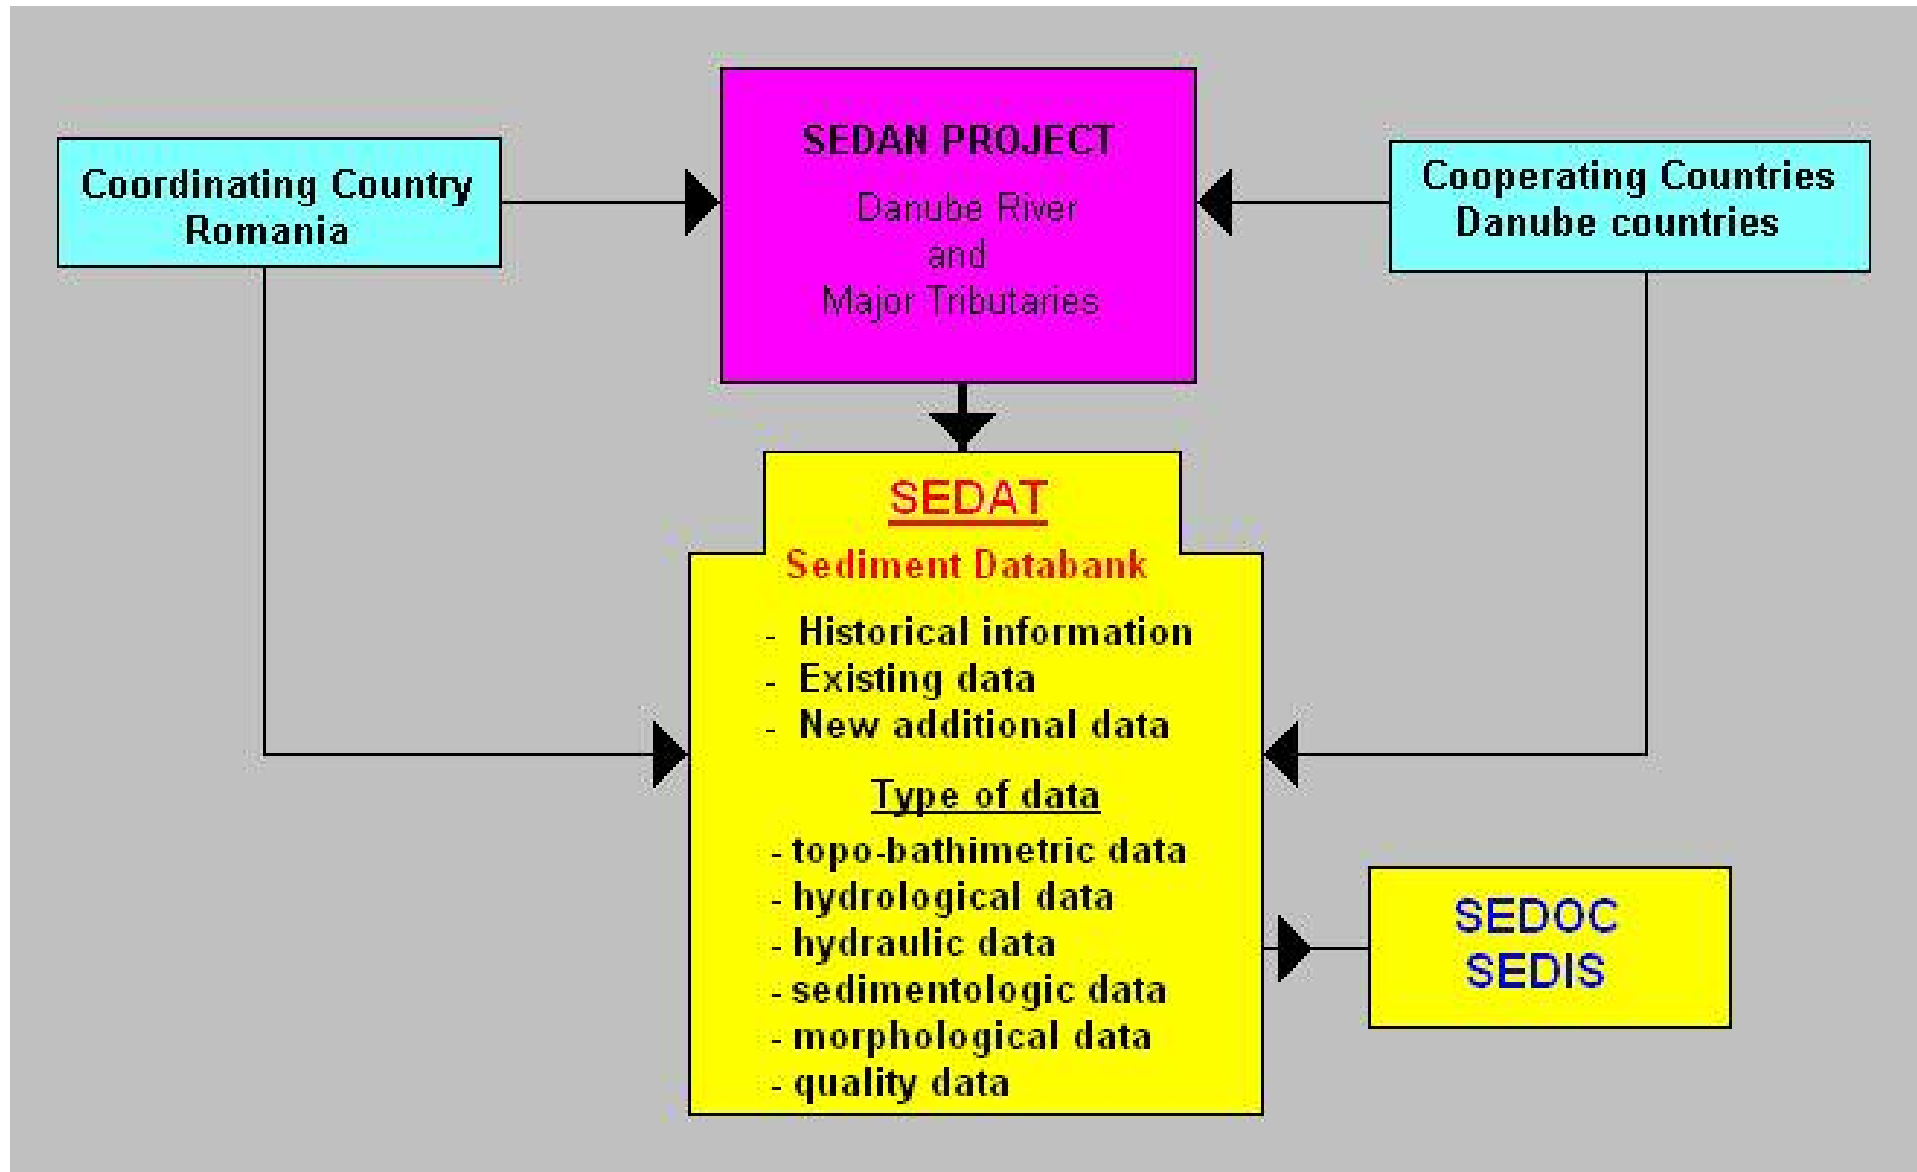 SEDAN PROJECT
Danube River
and
Major Tributaries
Coordinating Country
Romania
Cooperating Countries
Danube countries
SEDAT
Sediment Databank
- Historical information
- Existing data
- New additional data
Type of data
- topo-bathimetric data
- hydrological data
- hydraulic data
- sedimentologic data
- morphological data
- quality data
SEDOC
SEDIS